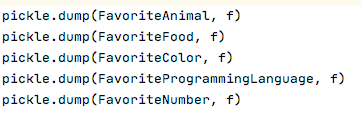 pickle.dump(FavoriteAnimal, f)
pickle.dump(FavoriteFood, f)
pickle.dump(FavoriteColor, f)
pickle.dump(FavoriteProgrammingLanguage, f)
pickle.dump(FavoriteNumber, f)